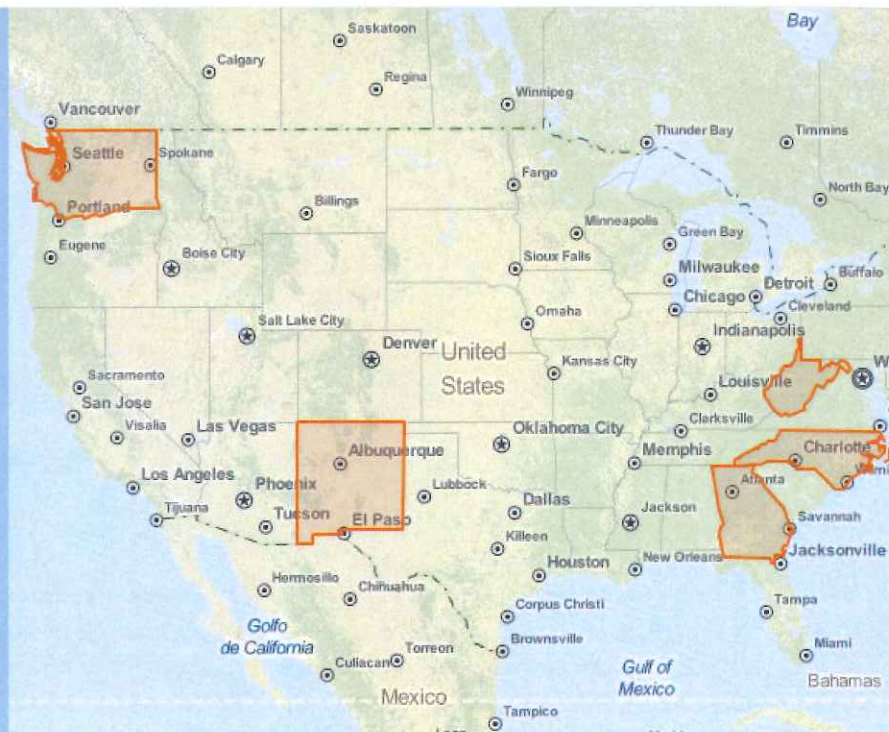 Bay
Saskatoon
Calgary
Regina
Winnipeg
Vancouver
Thunder Bay
Timmins
Seattle
Spokane
Fargo
North Bay
Portland
Billings
Minneapolis
Green Bay
Eugene
Boise City
Sioux Falls
Milwaukee
Detroit
Buffalo
Chicago
Cleveland
Omaha
Salt Lake City
Indianapolis
Denver
United
States
Kansas City
W
Sacramento
Louisville
San Jose
Visalia
Las Vegas
Clerksville
Oklahoma City
Albuquerque
Memphis
Charlotte
Los Angeles
Phoenix
Lubbock
Atlanta
Tijuana
Tucson
Dallas
Jackson
Savannah
El Paso
Killeen
Jacksonville
Houston
New Orleans
Hermosillo
Chihuahua
Corpus Christi
Tampa
Golfo
de California
Torreon
Brownsville
Miami
Culiacan
Gulf of
Mexico
Bahamas
Mexico
Tampico